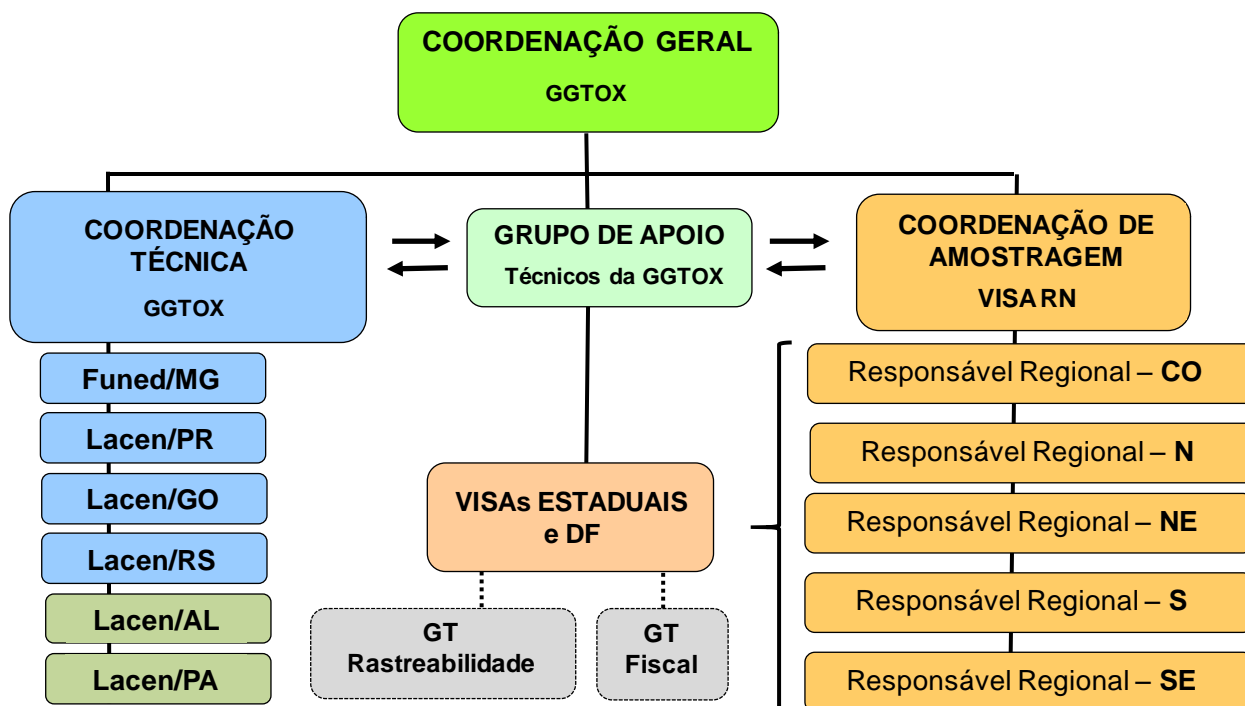 COORDENAÇÃO GERAL
GGTOX
COORDENAÇÃO
TÉCNICA
GGTOX
GRUPO DE APOIO
Técnicos da GGTOX
COORDENAÇÃO DE
AMOSTRAGEM
VISA RN
Funed/MG
Lacen/PR
Lacen/GO
Lacen/RS
Lacen/AL
Lacen/PA
VISAs ESTADUAIS
e DF
GT
Rastreabilidade
GT
Fiscal
Responsável Regional – CO
Responsável Regional – N
Responsável Regional – NE
Responsável Regional – S
Responsável Regional – SE